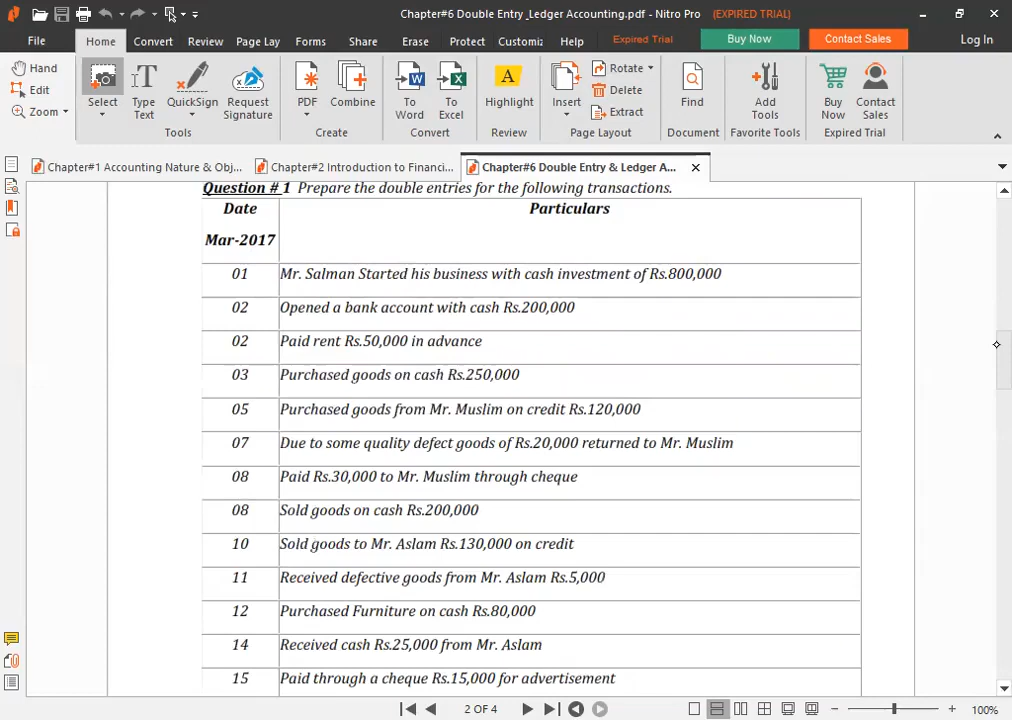 Chapter#6 Double Entry _Ledger Accounting.pdf - Nitro Pro (EXPIRED TRIAL)
File Home Convert Review Page Lay Forms Share Erase Protect Customiz Help Expired Trial Buy Now Contact Sales Log In
Hand
Edit
Zoom
Select
Type Text
QuickSign
Request Signature
Tools
PDF
Combine
Create
To Word
To Excel
Convert
Highlight
Review
Insert
Rotate
Delete
Extract
Page Layout
Find
Document
Add Tools
Favorite Tools
Buy Now
Contact Sales
Expired Trial
Chapter#1 Accounting Nature & Obj... Chapter#2 Introduction to Financi... Chapter#6 Double Entry & Ledger A...
Question # 1 Prepare the double entries for the following transactions.
Date Particulars
Mar-2017
01 Mr. Salman Started his business with cash investment of Rs.800,000
02 Opened a bank account with cash Rs.200,000
02 Paid rent Rs.50,000 in advance
03 Purchased goods on cash Rs.250,000
05 Purchased goods from Mr. Muslim on credit Rs.120,000
07 Due to some quality defect goods of Rs.20,000 returned to Mr. Muslim
08 Paid Rs.30,000 to Mr. Muslim through cheque
08 Sold goods on cash Rs.200,000
10 Sold goods to Mr. Aslam Rs.130,000 on credit
11 Received defective goods from Mr. Aslam Rs.5,000
12 Purchased Furniture on cash Rs.80,000
14 Received cash Rs.25,000 from Mr. Aslam
15 Paid through a cheque Rs.15,000 for advertisement
2 OF 4 100%